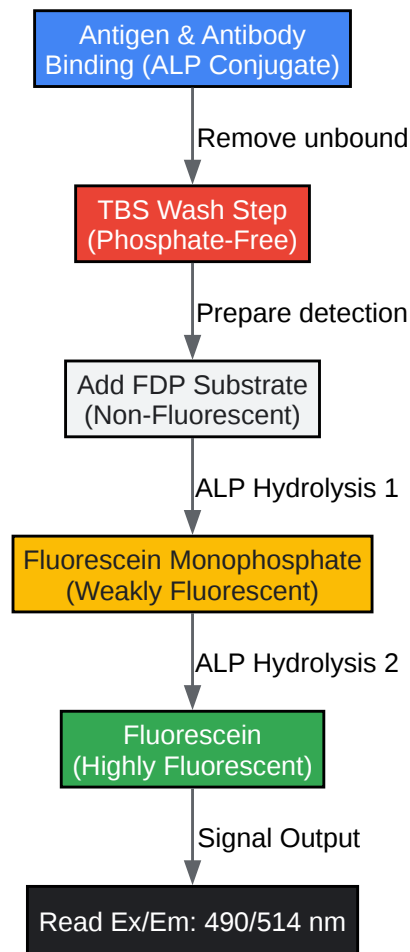 Antigen & Antibody
Binding (ALP Conjugate)
Remove unbound
TBS Wash Step
(Phosphate-Free)
Prepare detection
Add FDP Substrate
(Non-Fluorescent)
ALP Hydrolysis 1
Fluorescein Monophosphate
(Weakly Fluorescent)
ALP Hydrolysis 2
Fluorescein
(Highly Fluorescent)
Signal Output
Read Ex/Em: 490/514 nm